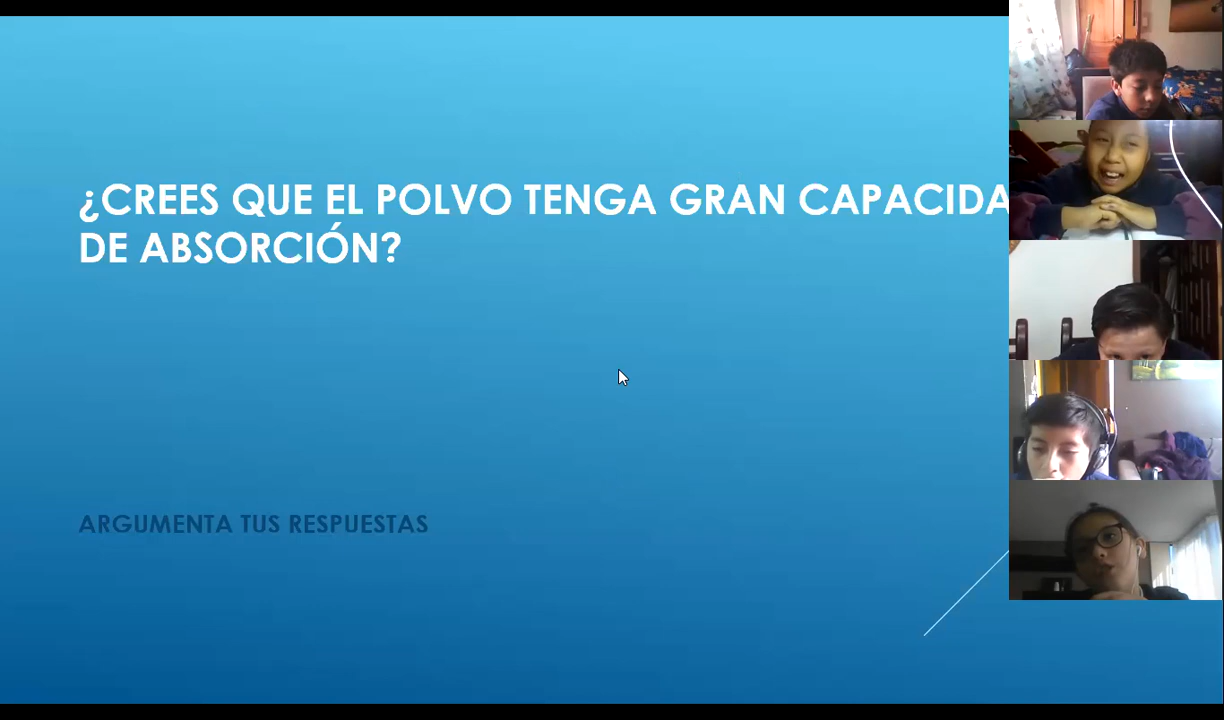 ¿CREES QUE EL POLVO TENGA GRAN CAPACIDA
DE ABSORCIÓN?
ARGUMENTA TUS RESPUESTAS